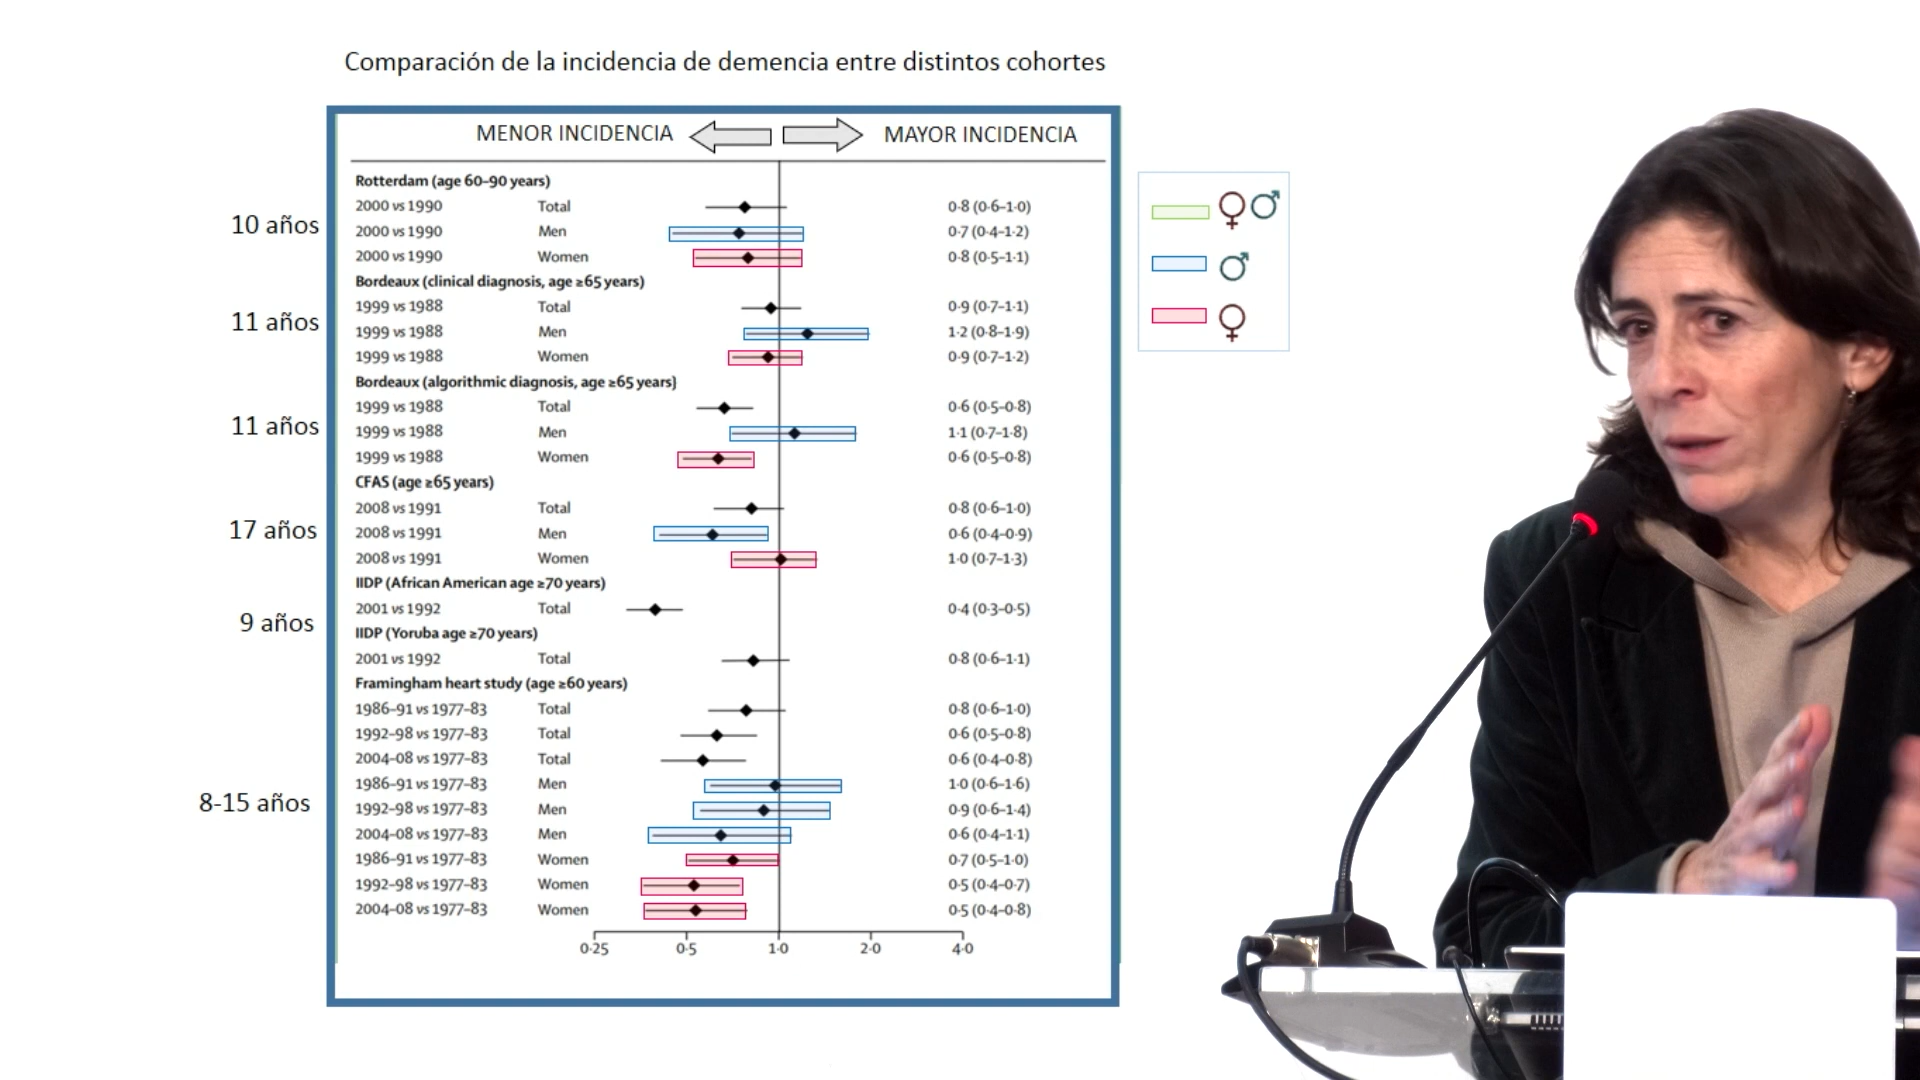 Comparación de la incidencia de demencia entre distintos cohortes
MENOR INCIDENCIA MAYOR INCIDENCIA
Rotterdam (age 60–90 years)
2000 vs 1990 Total 0·8 (0·6–1·0)
10 años
2000 vs 1990 Men 0·7 (0·4–1·2)
2000 vs 1990 Women 0·8 (0·5–1·1)
Bordeaux (clinical diagnosis, age ≥65 years)
1999 vs 1988 Total 0·9 (0·7–1·1)
11 años
1999 vs 1988 Men 1·2 (0·8–1·9)
1999 vs 1988 Women 0·9 (0·7–1·2)
Bordeaux (algorithmic diagnosis, age ≥65 years)
1999 vs 1988 Total 0·6 (0·5–0·8)
11 años
1999 vs 1988 Men 1·1 (0·7–1·8)
1999 vs 1988 Women 0·6 (0·5–0·8)
CFAS (age ≥65 years)
2008 vs 1991 Total 0·8 (0·6–1·0)
17 años
2008 vs 1991 Men 0·6 (0·4–0·9)
2008 vs 1991 Women 1·0 (0·7–1·3)
IIDP (African American age ≥70 years)
2001 vs 1992 Total 0·4 (0·3–0·5)
9 años
IIDP (Yoruba age ≥70 years)
2001 vs 1992 Total 0·8 (0·6–1·1)
Framingham heart study (age ≥60 years)
1986–91 vs 1977–83 Total 0·8 (0·6–1·0)
1992–98 vs 1977–83 Total 0·6 (0·5–0·8)
2004–08 vs 1977–83 Total 0·6 (0·4–0·8)
1986–91 vs 1977–83 Men 1·0 (0·6–1·6)
8-15 años
1992–98 vs 1977–83 Men 0·9 (0·6–1·4)
2004–08 vs 1977–83 Men 0·6 (0·4–1·1)
1986–91 vs 1977–83 Women 0·7 (0·5–1·0)
1992–98 vs 1977–83 Women 0·5 (0·4–0·7)
2004–08 vs 1977–83 Women 0·5 (0·4–0·8)
0·25 0·5 1·0 2·0 4·0